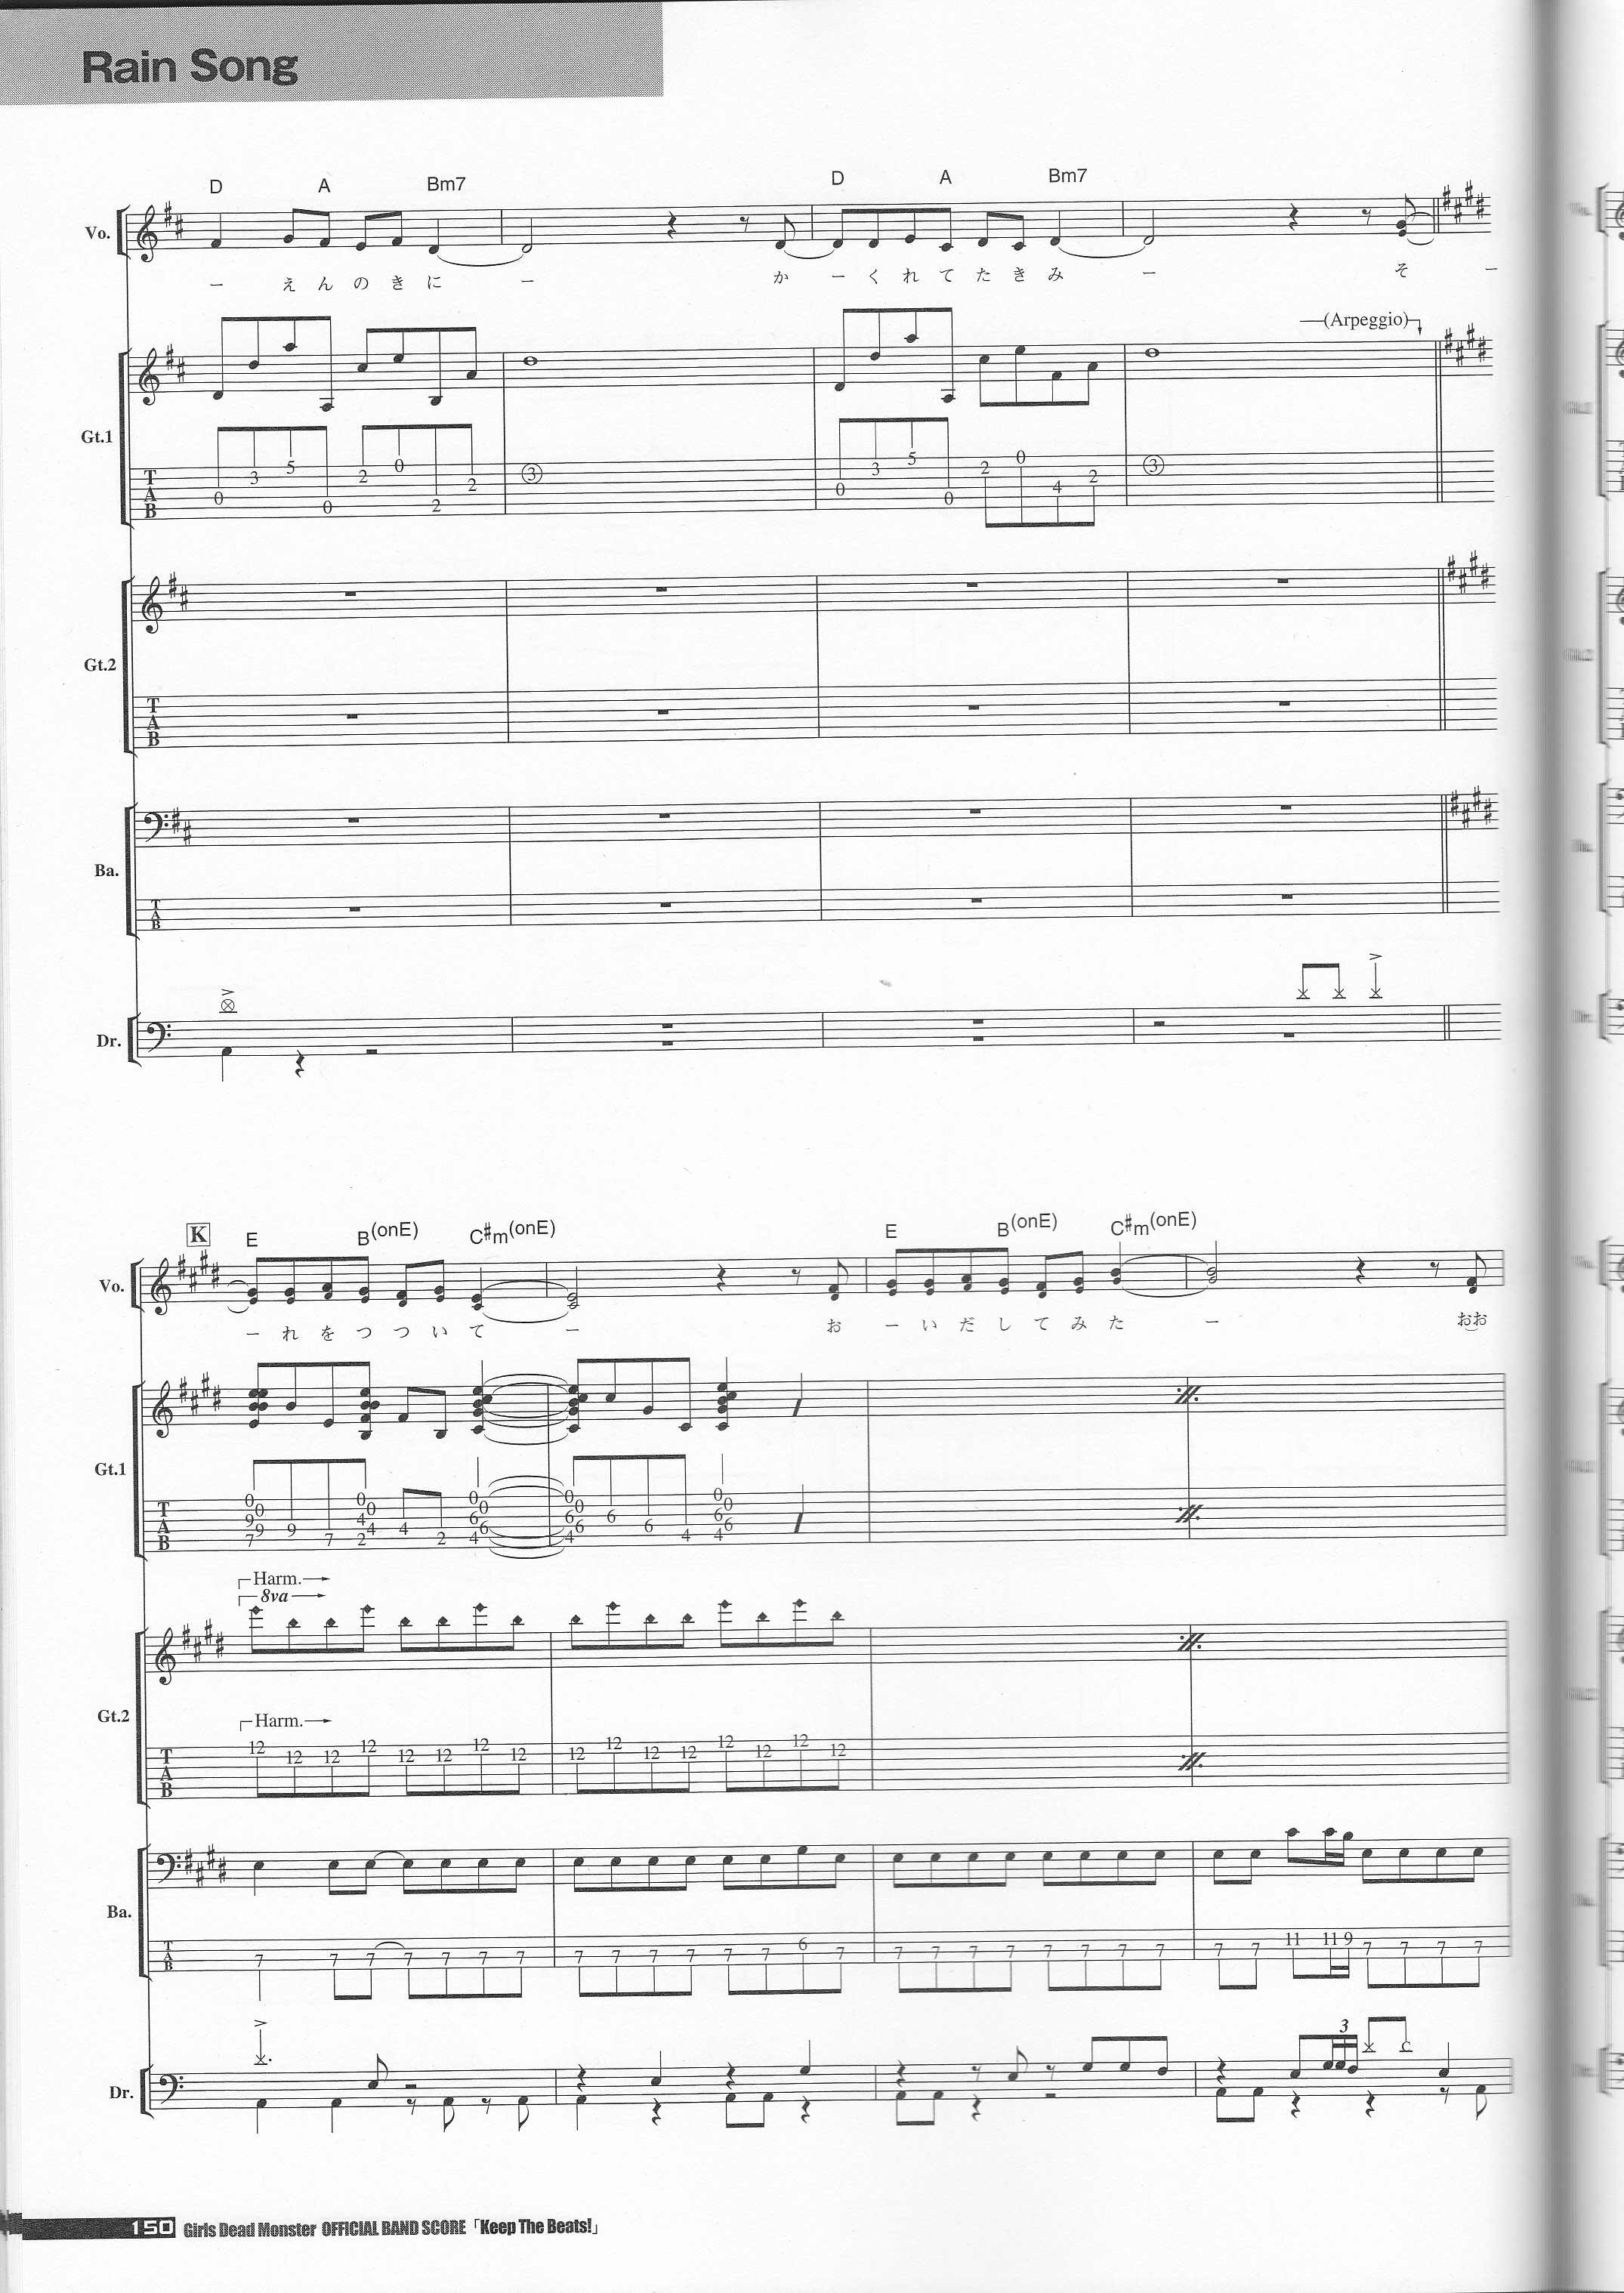 Rain Song
D A Bm7 D A Bm7
Vo.
ー えんのきに ー か ーくれてたきみ ー そ ー
(Arpeggio)
Gt.1
3 5 2 0 2 3 3 5 2 0 2 3
0 0 2 0 0 4
T
A
B
Gt.2
T
A
B
Ba.
T
A
B
Dr.
K E B(onE) C#m(onE) E B(onE) C#m(onE)
Vo.
ーれをつついて ー お ーいだしてみた ー おお
Gt.1
0 0 0 0 0
0 0 0 0 0
9 4 6 6 6 6
9 9 4 4 6 6 6 6
7 7 2 2 4 4 4 4
T
A
B
Harm.
8va
Gt.2
Harm.
12 12 12 12 12 12 12 12 12 12 12 12 12 12 12 12
T
A
B
Ba.
7 7 7 7 7 7 7 7 7 7 7 7 7 6 7 7 7 7 7 7 7 7 7 7 7 11 11 9 7 7 7 7
T
A
B
3
Dr.
150 Girls Dead Monster OFFICIAL BAND SCORE「Keep The Beats!」